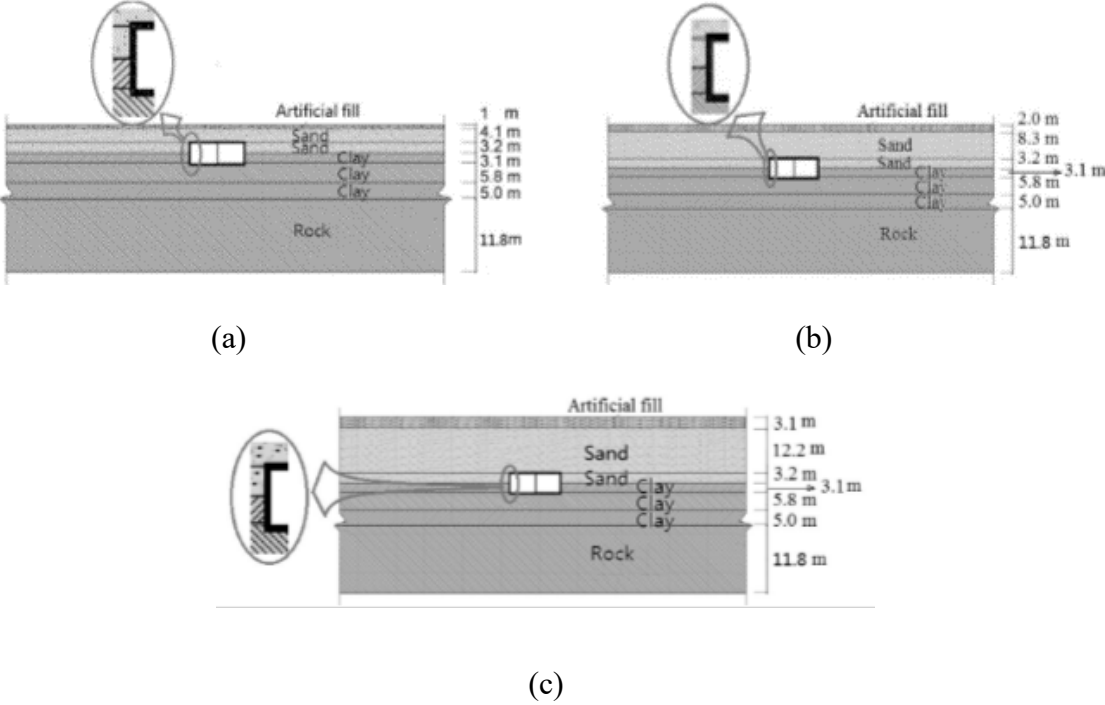 Artificial fill
1 m
Sand
4.1 m
Sand
3.2 m
Clay
3.1 m
Clay
5.8 m
Clay
5.0 m
Rock
11.8m
(a)
Artificial fill
2.0 m
Sand
8.3 m
Sand
3.2 m
Clay
3.1 m
Clay
5.8 m
Clay
5.0 m
Rock
11.8 m
(b)
Artificial fill
3.1 m
Sand
12.2 m
Sand
3.2 m
Clay
3.1 m
Clay
5.8 m
Clay
5.0 m
Rock
11.8 m
(c)